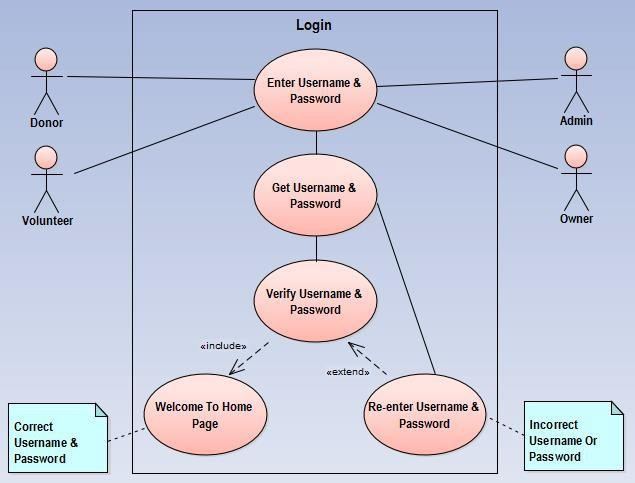 Login
Enter Username &
Password
Donor
Admin
Volunteer
Owner
Get Username &
Password
Verify Username &
Password
«include»
«extend»
Welcome To Home
Page
Re-enter Username &
Password
Correct
Username &
Password
Incorrect
Username Or
Password